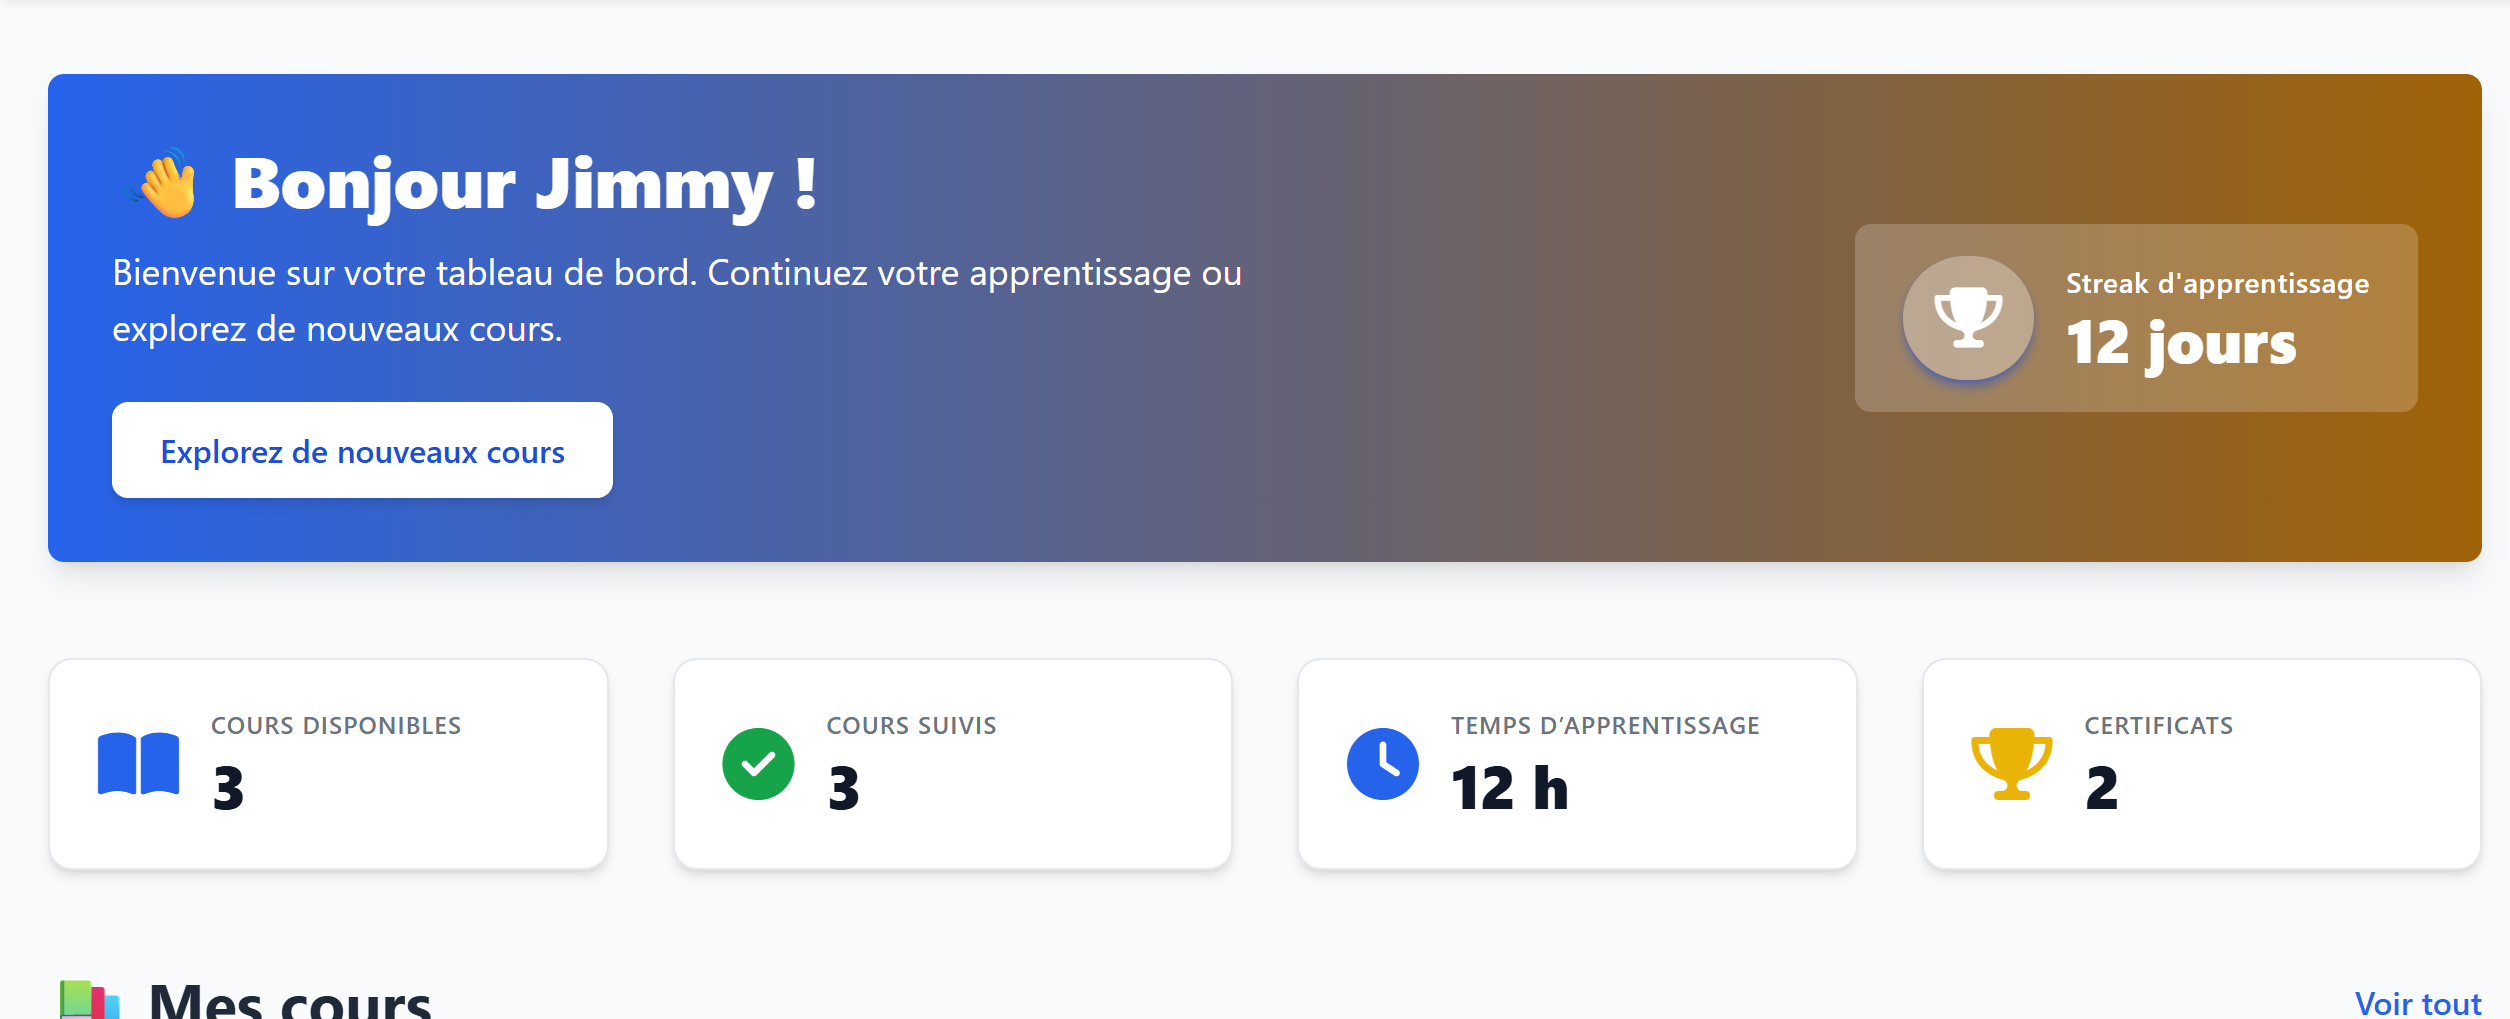 Bonjour Jimmy !
Bienvenue sur votre tableau de bord. Continuez votre apprentissage ou
explorez de nouveaux cours.
Explorez de nouveaux cours
Streak d'apprentissage
12 jours
COURS DISPONIBLES
3
COURS SUIVIS
3
TEMPS D’APPRENTISSAGE
12 h
CERTIFICATS
2
Mes cours
Voir tout